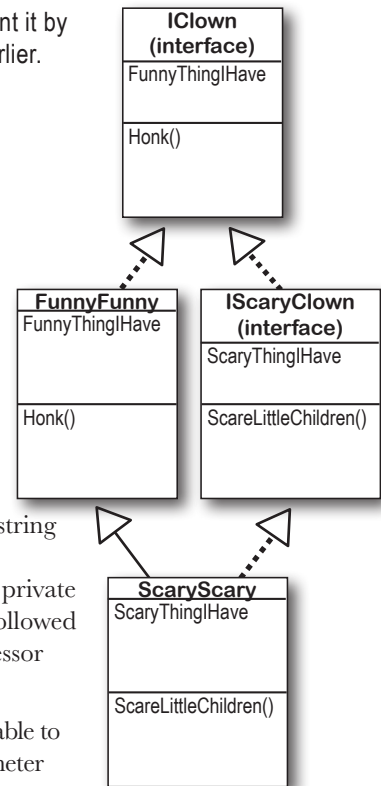 nt it by
rlier.
IClown
(interface)
FunnyThingIHave
Honk()
FunnyFunny
FunnyThingIHave
Honk()
IScaryClown
(interface)
ScaryThingIHave
ScareLittleChildren()
string
private
ollowed
essor
able to
neter
ScaryScary
ScaryThingIHave
ScareLittleChildren()